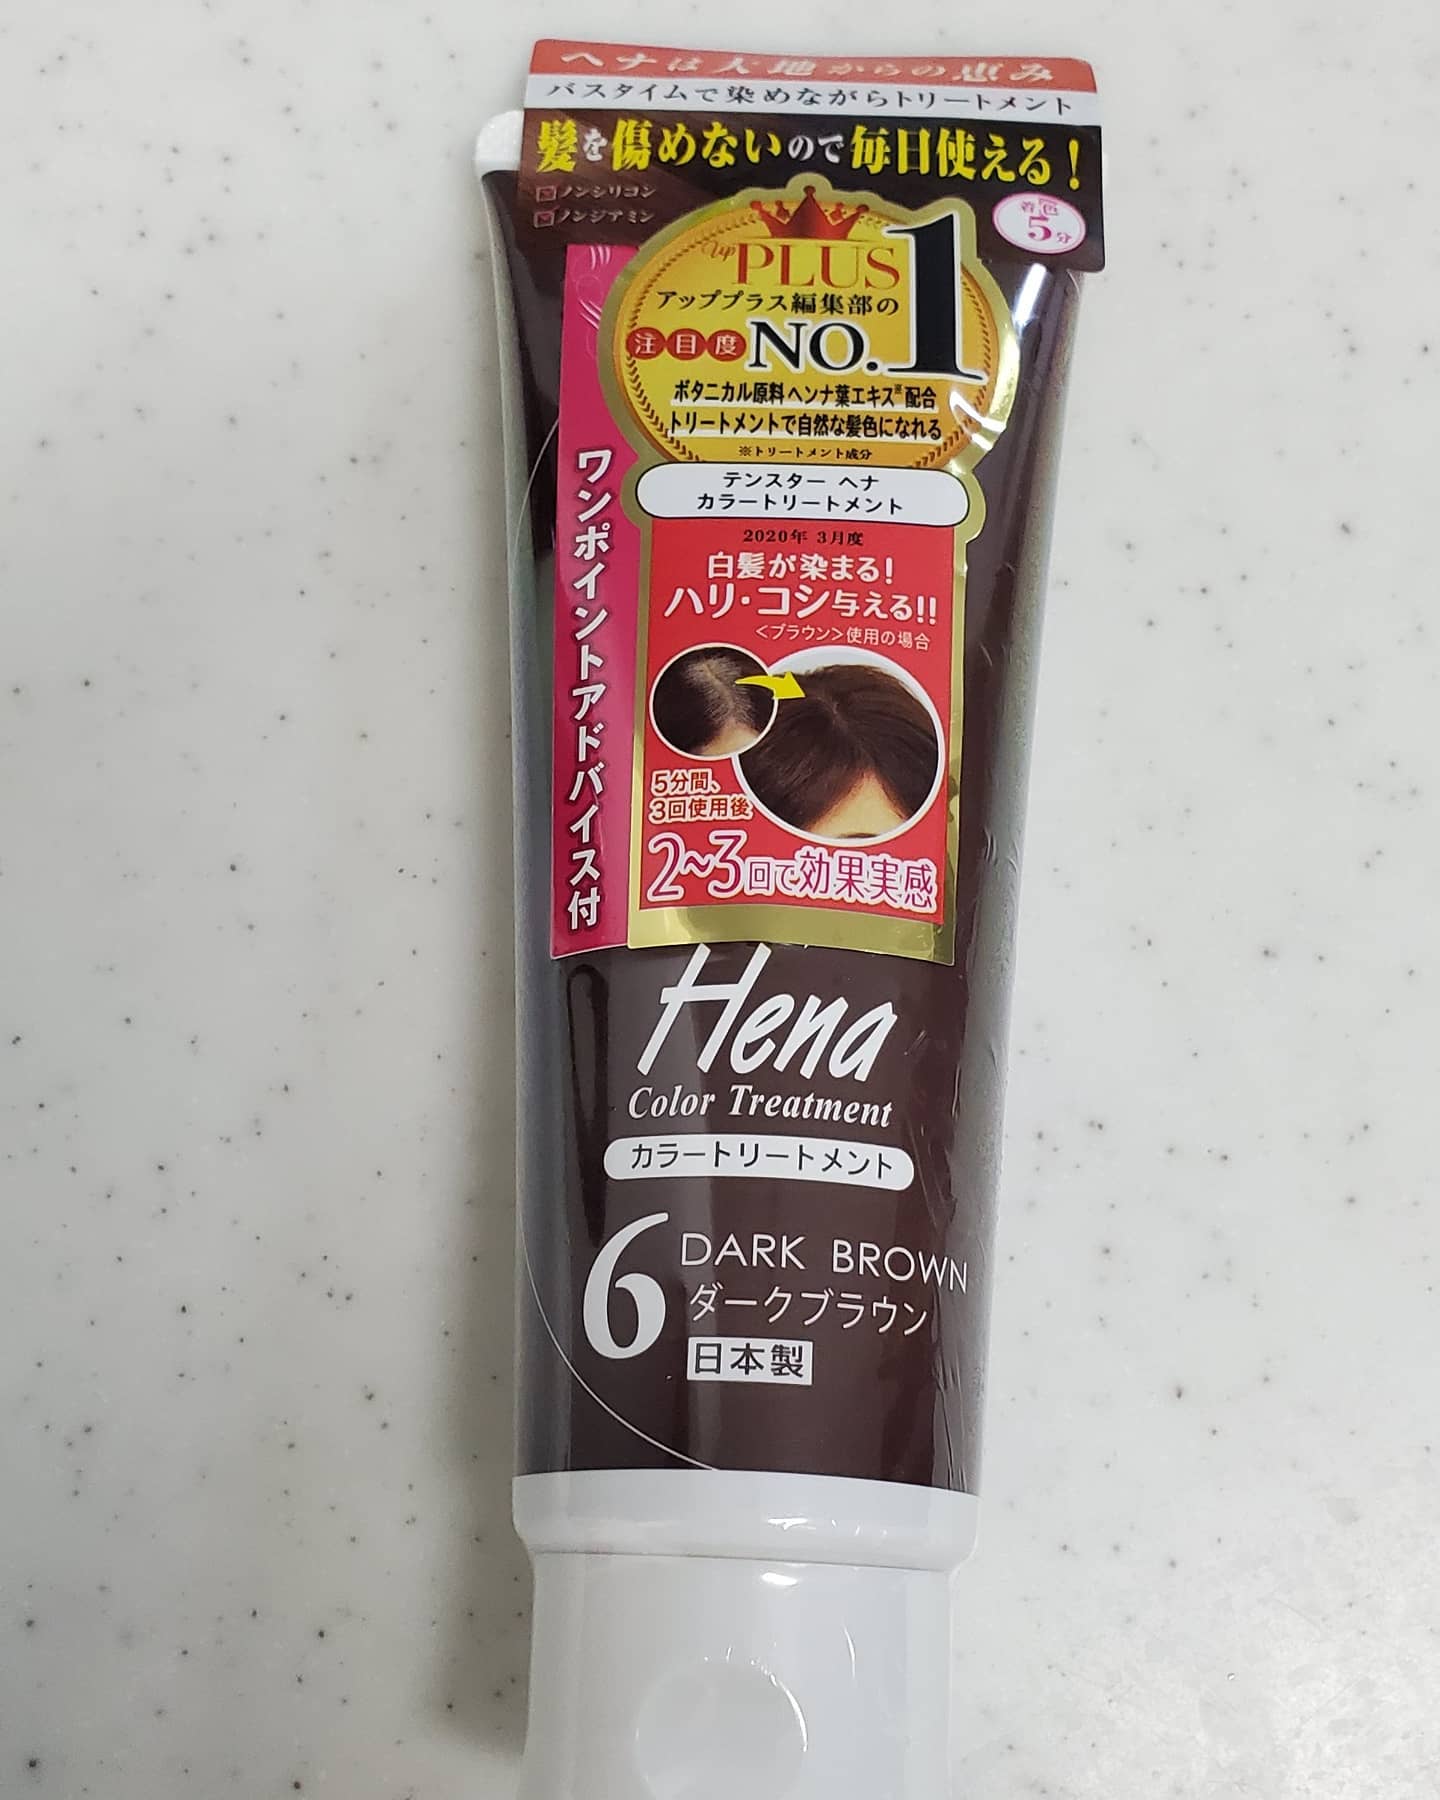 ヘナは大地からの恵み
バスタイムで染めながらトリートメント
髪を傷めないので毎日使える!
ノンシリコン
ノンジアミン
着色
5分
up PLUS
アッププラス編集部の
注目度 NO.1
ボタニカル原料ヘンナ葉エキス※配合
トリートメントで自然な髪色になれる
※トリートメント成分
テンスター ヘナ
カラートリートメント
2020年 3月度
白髪が染まる!
ハリ・コシ与える!!
<ブラウン>使用の場合
5分間、
3回使用後
2~3回で効果実感
ワンポイントアドバイス付
Hena
Color Treatment
カラートリートメント
6 DARK BROWN
ダークブラウン
日本製